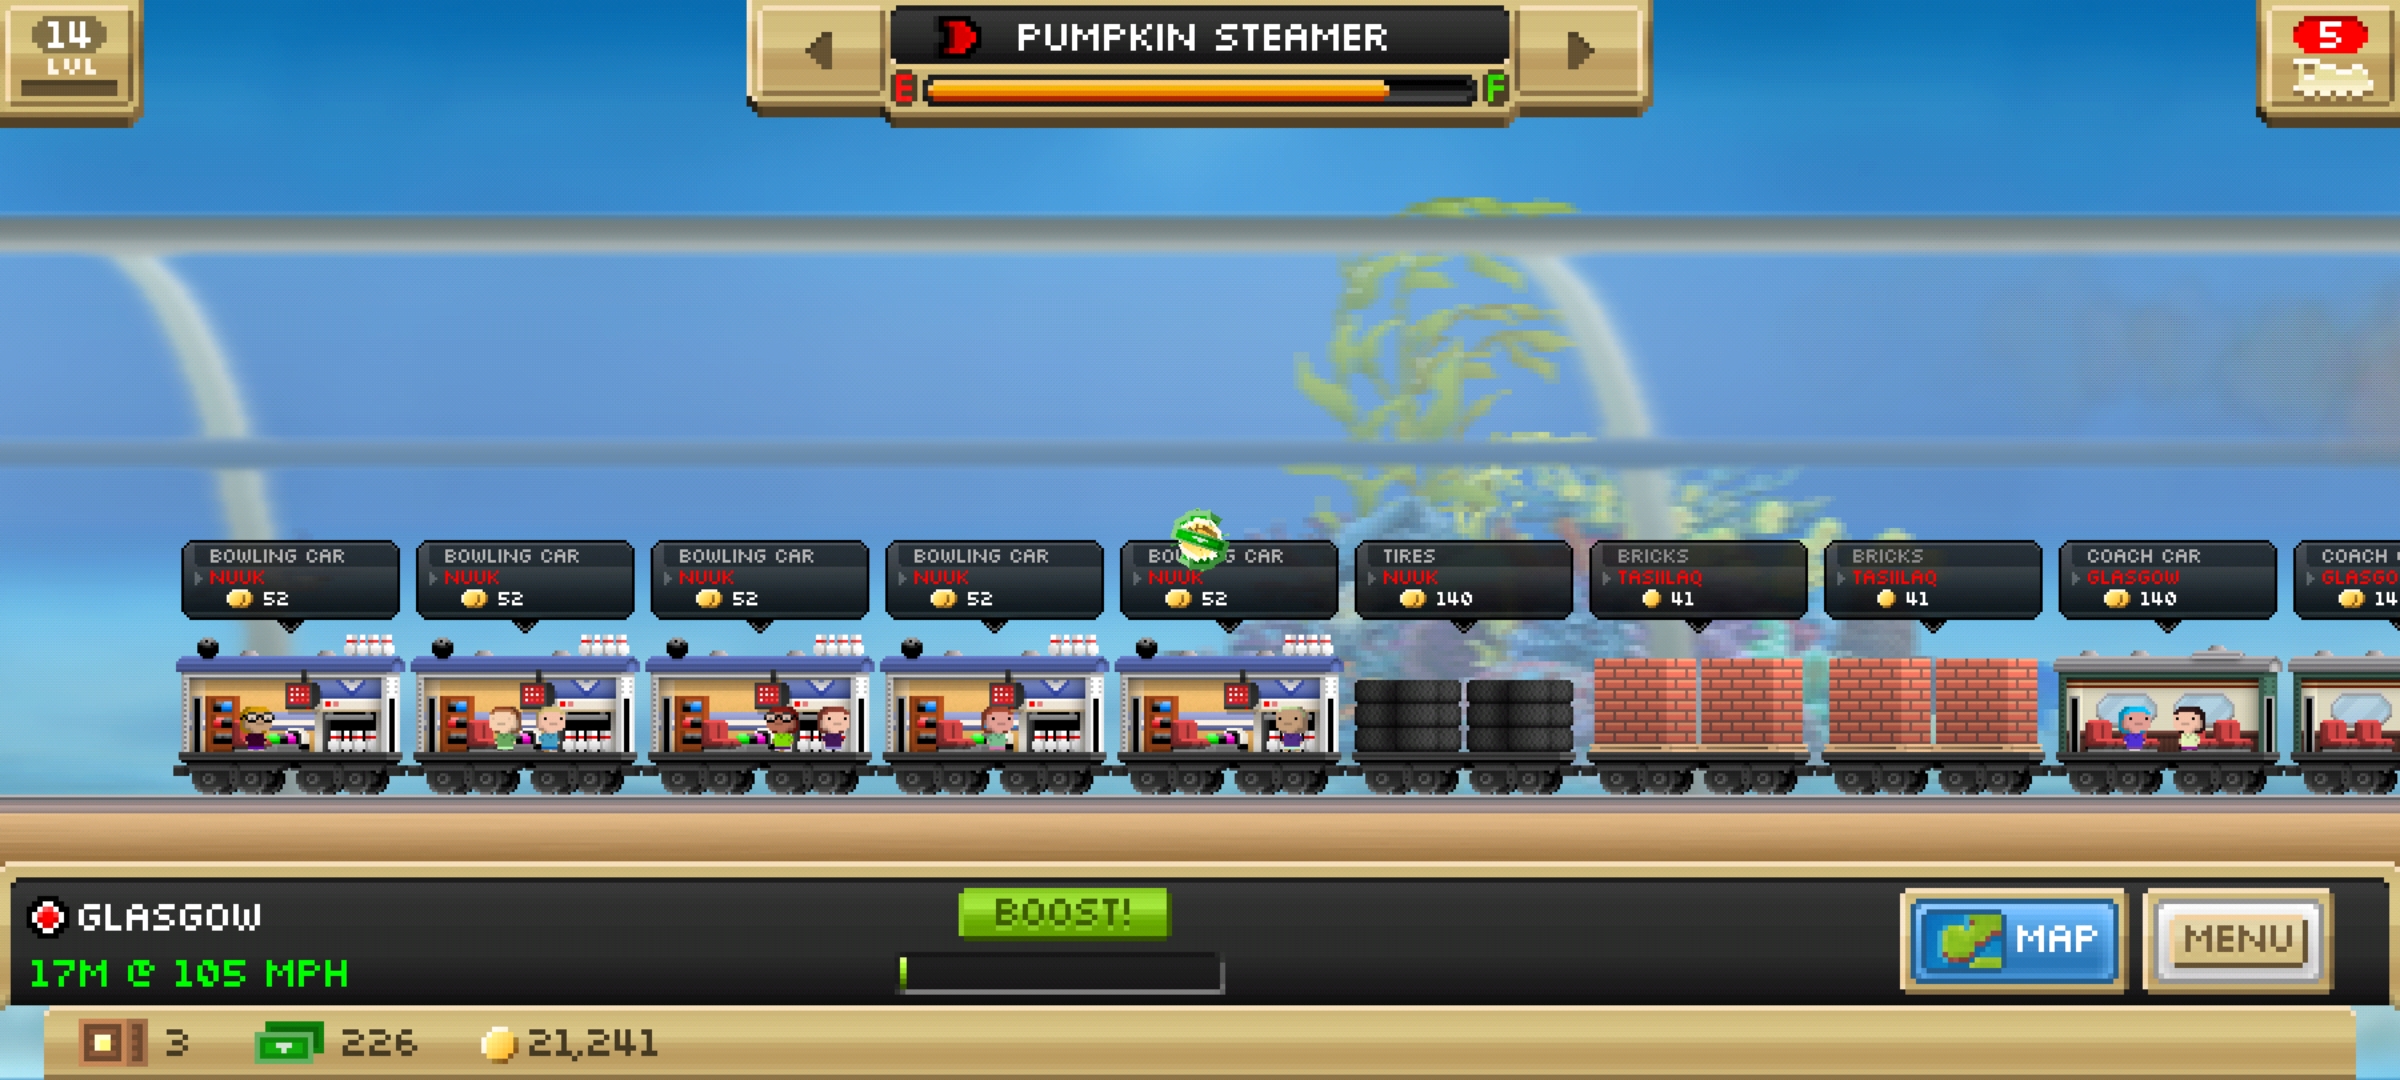 14
LVL
PUMPKIN STEAMER
E
F
5
BOWLING CAR
NUUK
52
BOWLING CAR
NUUK
52
BOWLING CAR
NUUK
52
BOWLING CAR
NUUK
52
CAR
NUUK
52
TIRES
NUUK
140
BRICKS
TASIILAQ
41
BRICKS
TASIILAQ
41
COACH CAR
GLASGOW
140
COACH
GLASGO
14
GLASGOW
17M @ 105 MPH
BOOST!
MAP
MENU
3
226
21,241